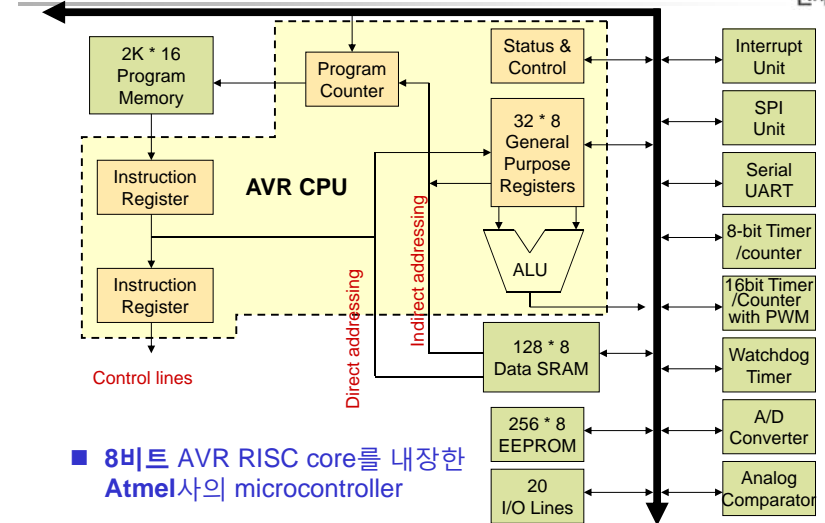 2K * 16
Program
Memory
Program
Counter
Status &
Control
32 * 8
General
Purpose
Registers
Instruction
Register
AVR CPU
ALU
Instruction
Register
Control lines
Direct addressing
Indirect addressing
128 * 8
Data SRAM
256 * 8
EEPROM
20
I/O Lines
Interrupt
Unit
SPI
Unit
Serial
UART
8-bit Timer
/counter
16bit Timer
/Counter
with PWM
Watchdog
Timer
A/D
Converter
Analog
Comparator
8비트 AVR RISC core를 내장한
Atmel사의 microcontroller